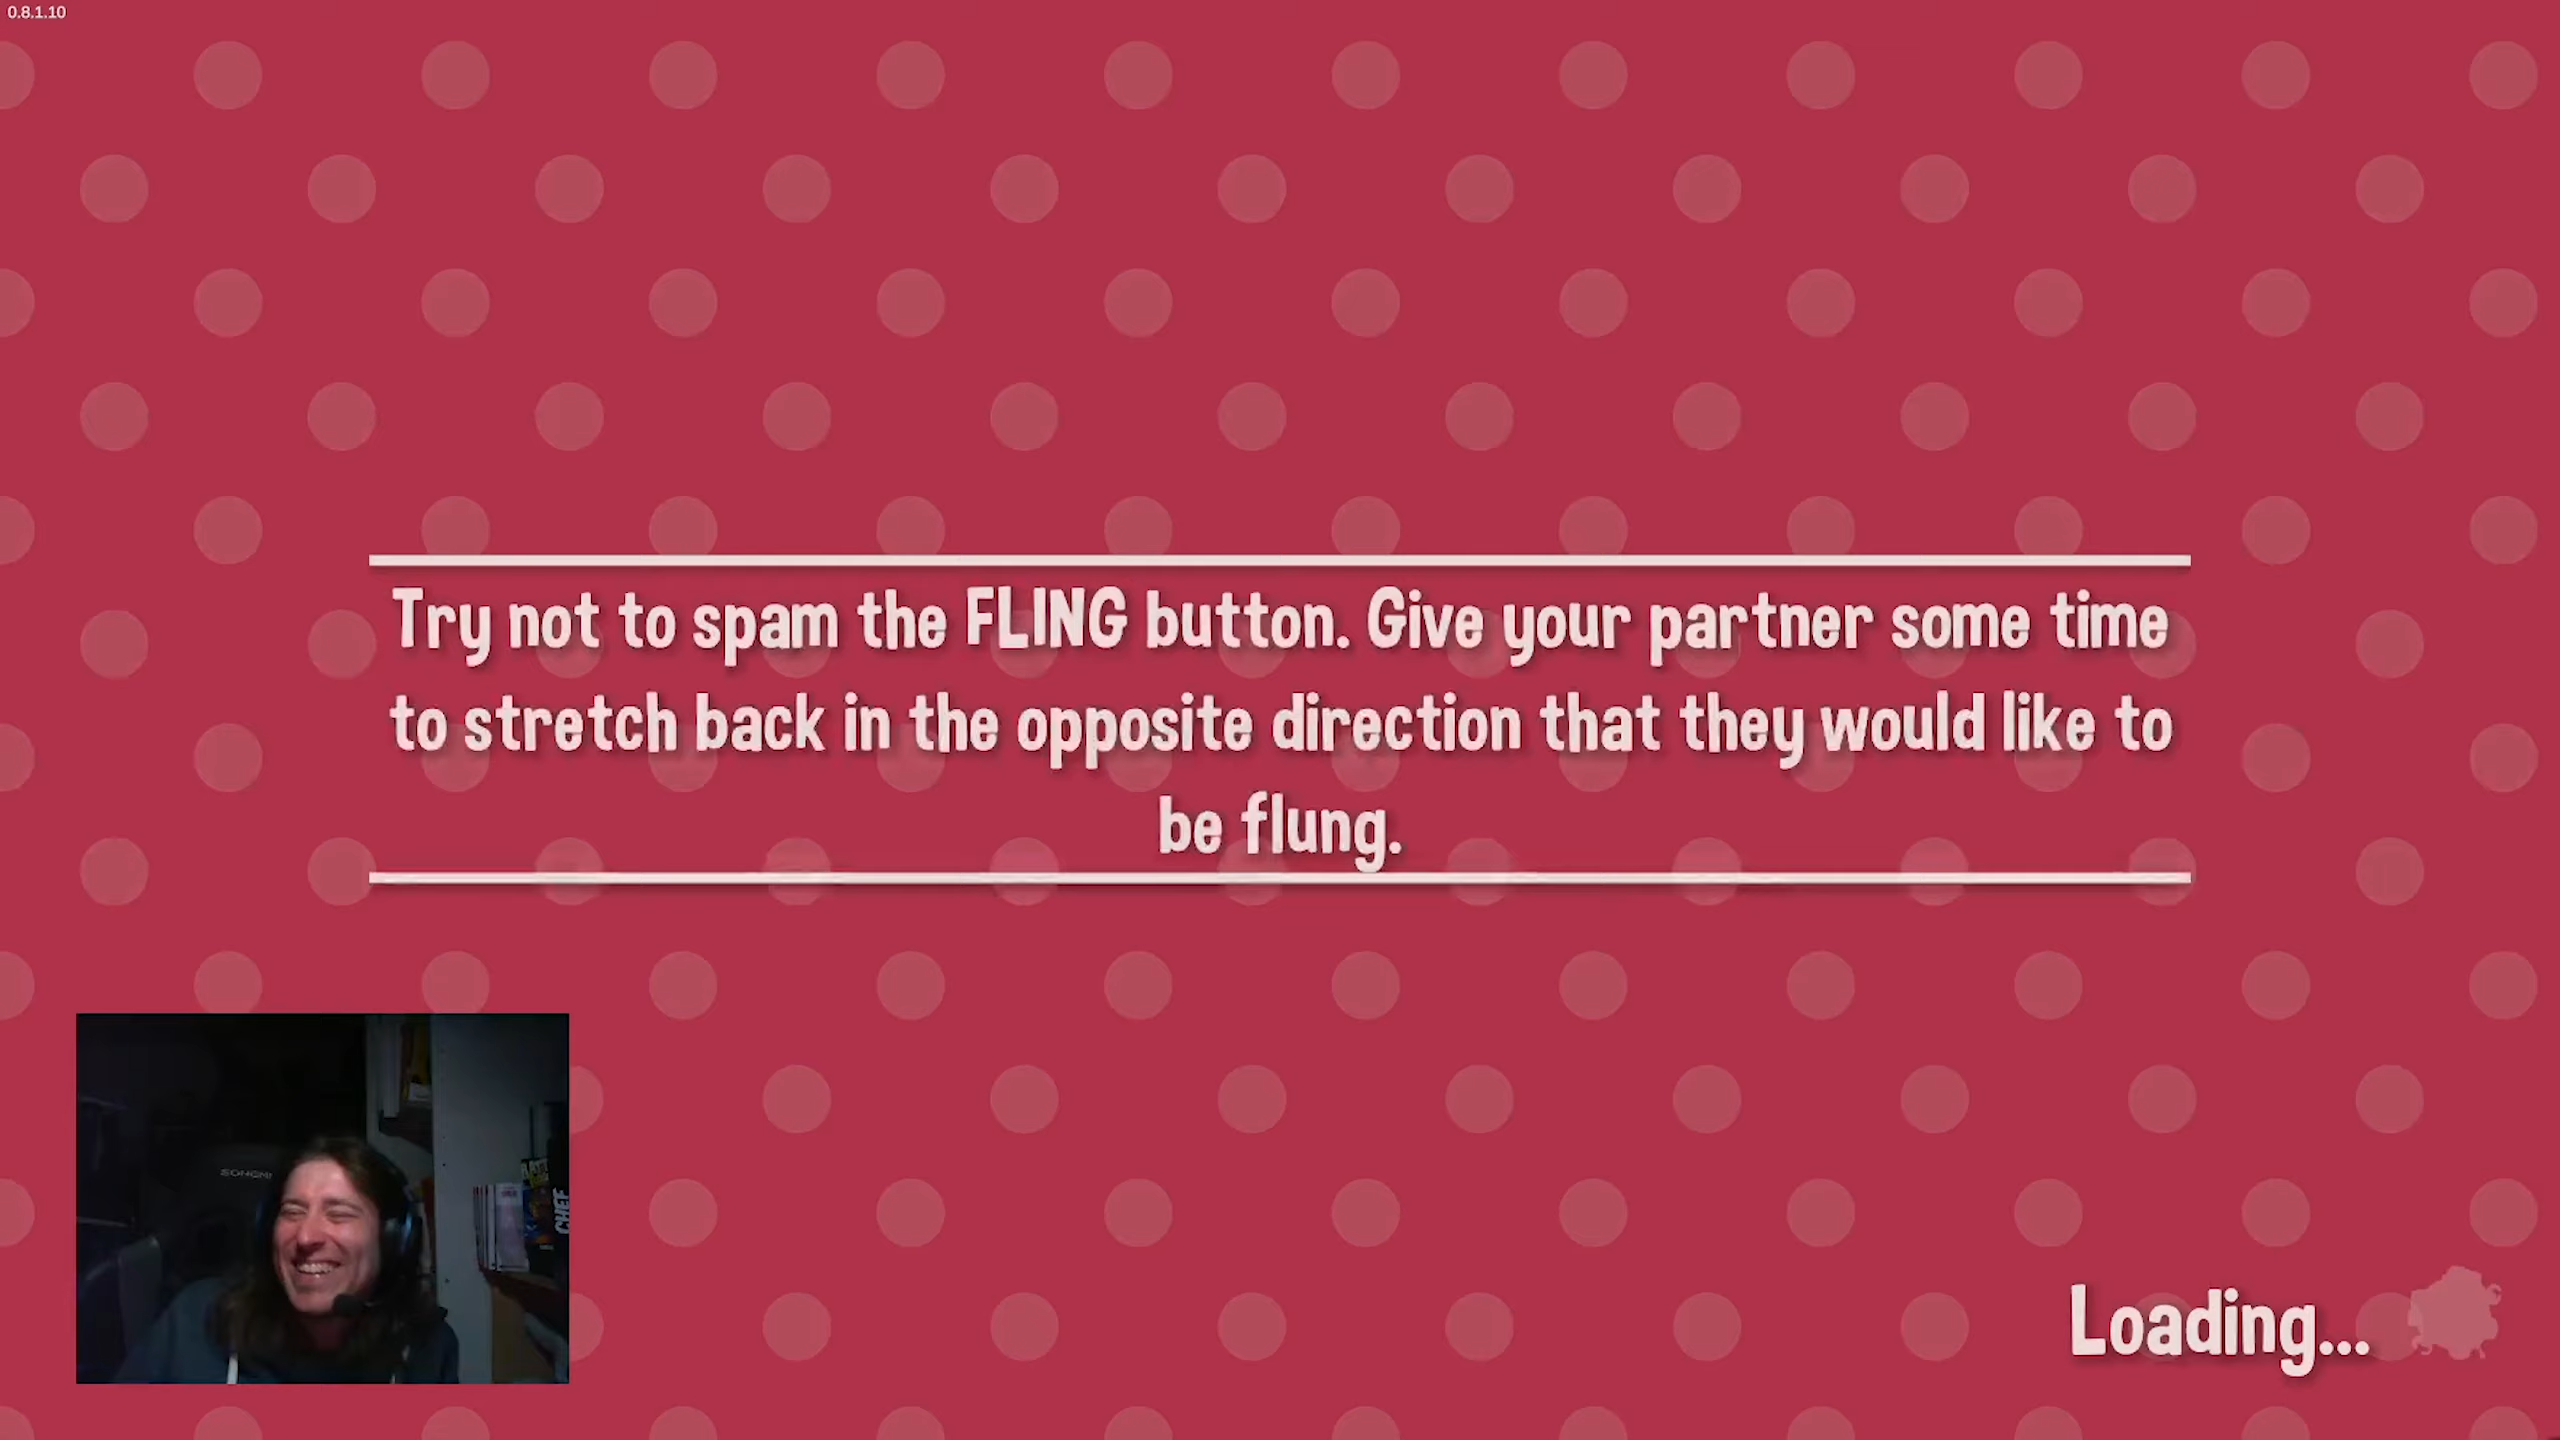 0.8.1.10
Try not to spam the FLING button. Give your partner some time
to stretch back in the opposite direction that they would like to
be flung.
CHEF
Loading...